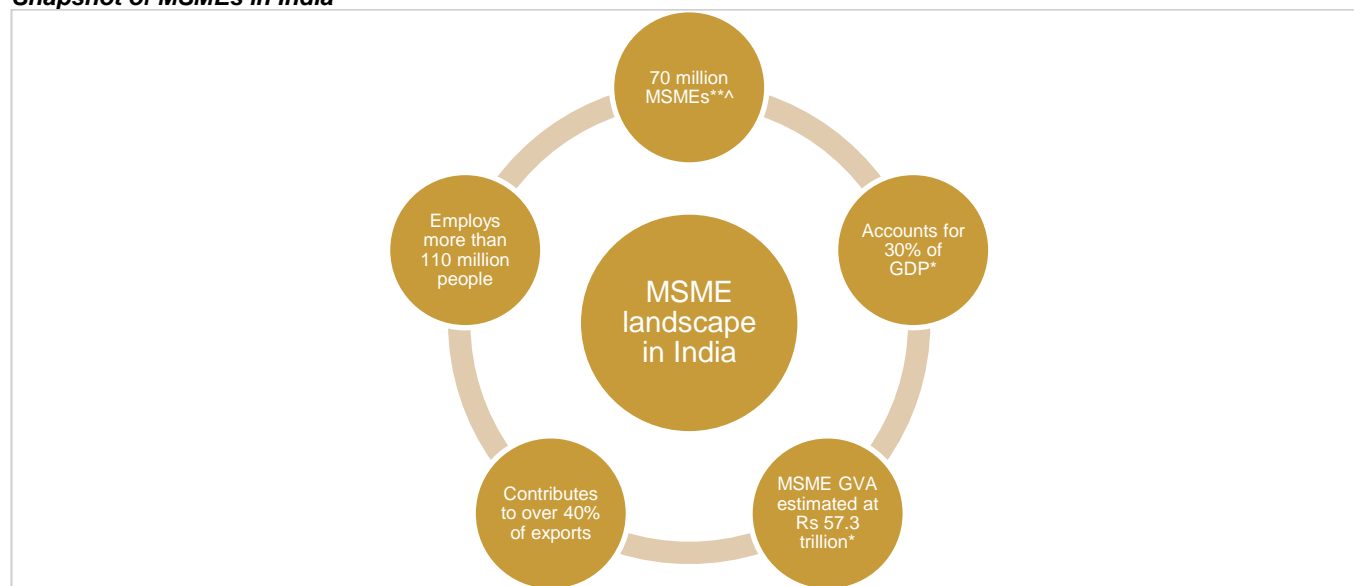 Snapshot of MSMEs in India
70 million
MSMEs**^
Accounts for
30% of
GDP*
MSME GVA
estimated at
Rs 57.3
trillion*
Contributes
to over 40%
of exports
Employs
more than
110 million
people
MSME
landscape
in India